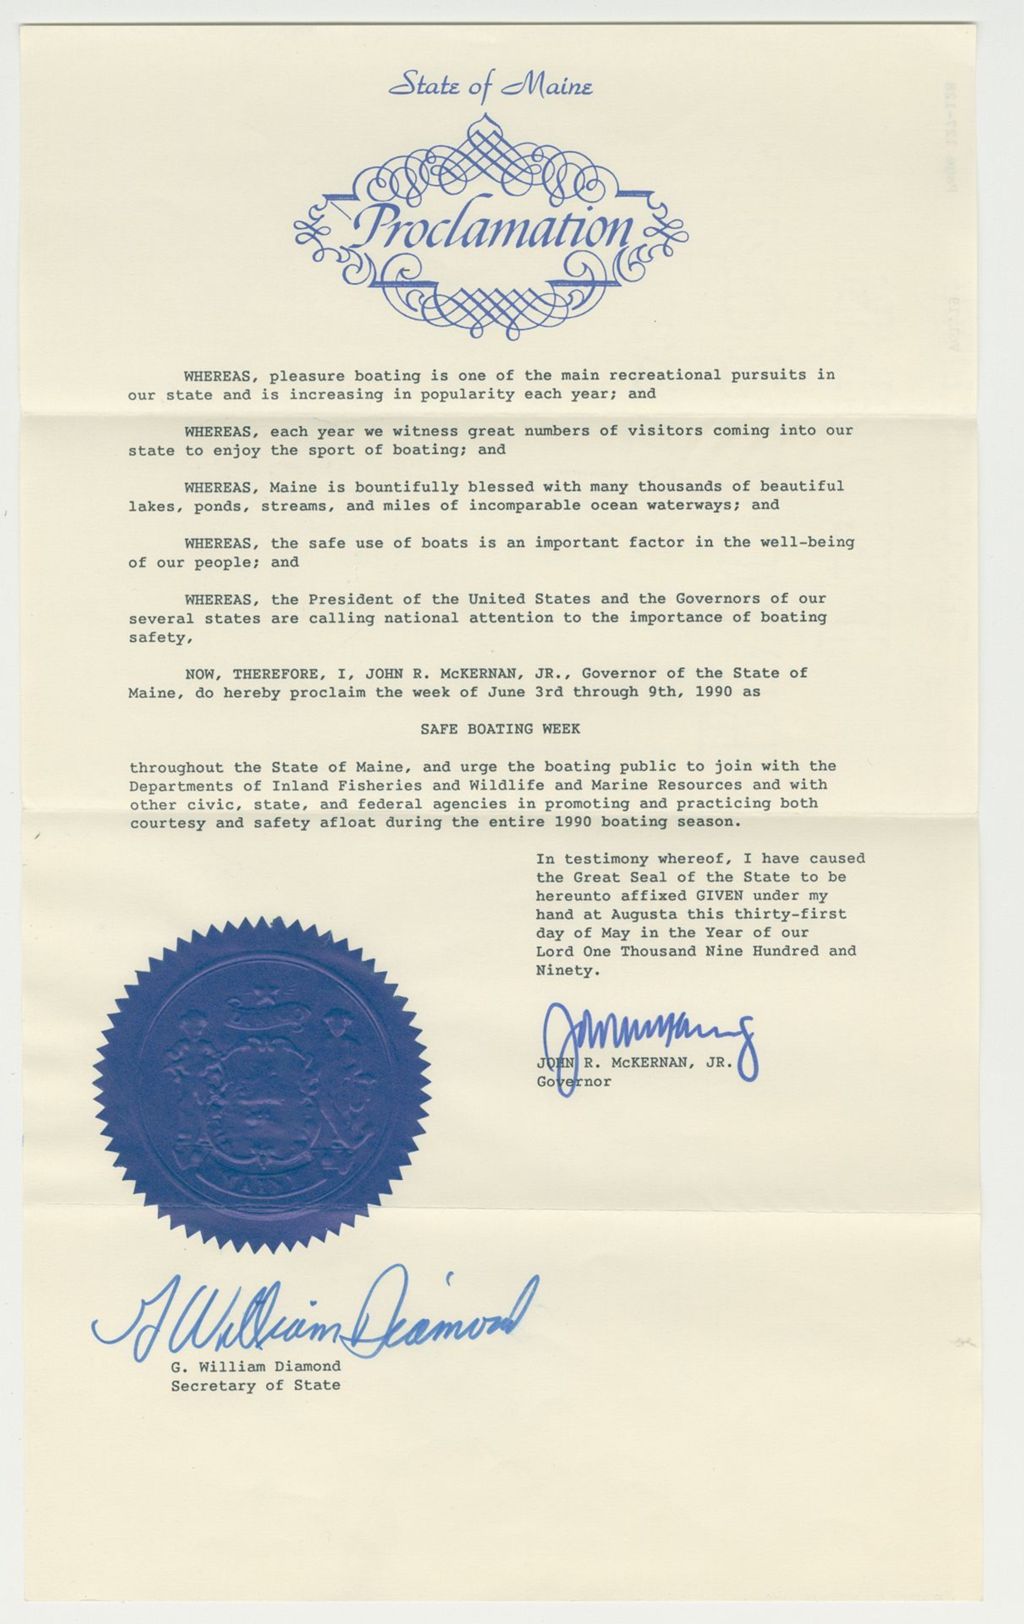 State of Maine
Proclamation
WHEREAS, pleasure boating is one of the main recreational pursuits in
our state and is increasing in popularity each year; and
WHEREAS, each year we witness great numbers of visitors coming into our
state to enjoy the sport of boating; and
WHEREAS, Maine is bountifully blessed with many thousands of beautiful
lakes, ponds, streams, and miles of incomparable ocean waterways; and
WHEREAS, the safe use of boats is an important factor in the well-being
of our people; and
WHEREAS, the President of the United States and the Governors of our
several states are calling national attention to the importance of boating
safety,
NOW, THEREFORE, I, JOHN R. McKERNAN, JR., Governor of the State of
Maine, do hereby proclaim the week of June 3rd through 9th, 1990 as
SAFE BOATING WEEK
throughout the State of Maine, and urge the boating public to join with the
Departments of Inland Fisheries and Wildlife and Marine Resources and with
other civic, state, and federal agencies in promoting and practicing both
courtesy and safety afloat during the entire 1990 boating season.
In testimony whereof, I have caused
the Great Seal of the State to be
hereunto affixed GIVEN under my
hand at Augusta this thirty-first
day of May in the Year of our
Lord One Thousand Nine Hundred and
Ninety.
JOHN R. McKERNAN, JR.
Governor
MAINE
G William Diamond
G. William Diamond
Secretary of State